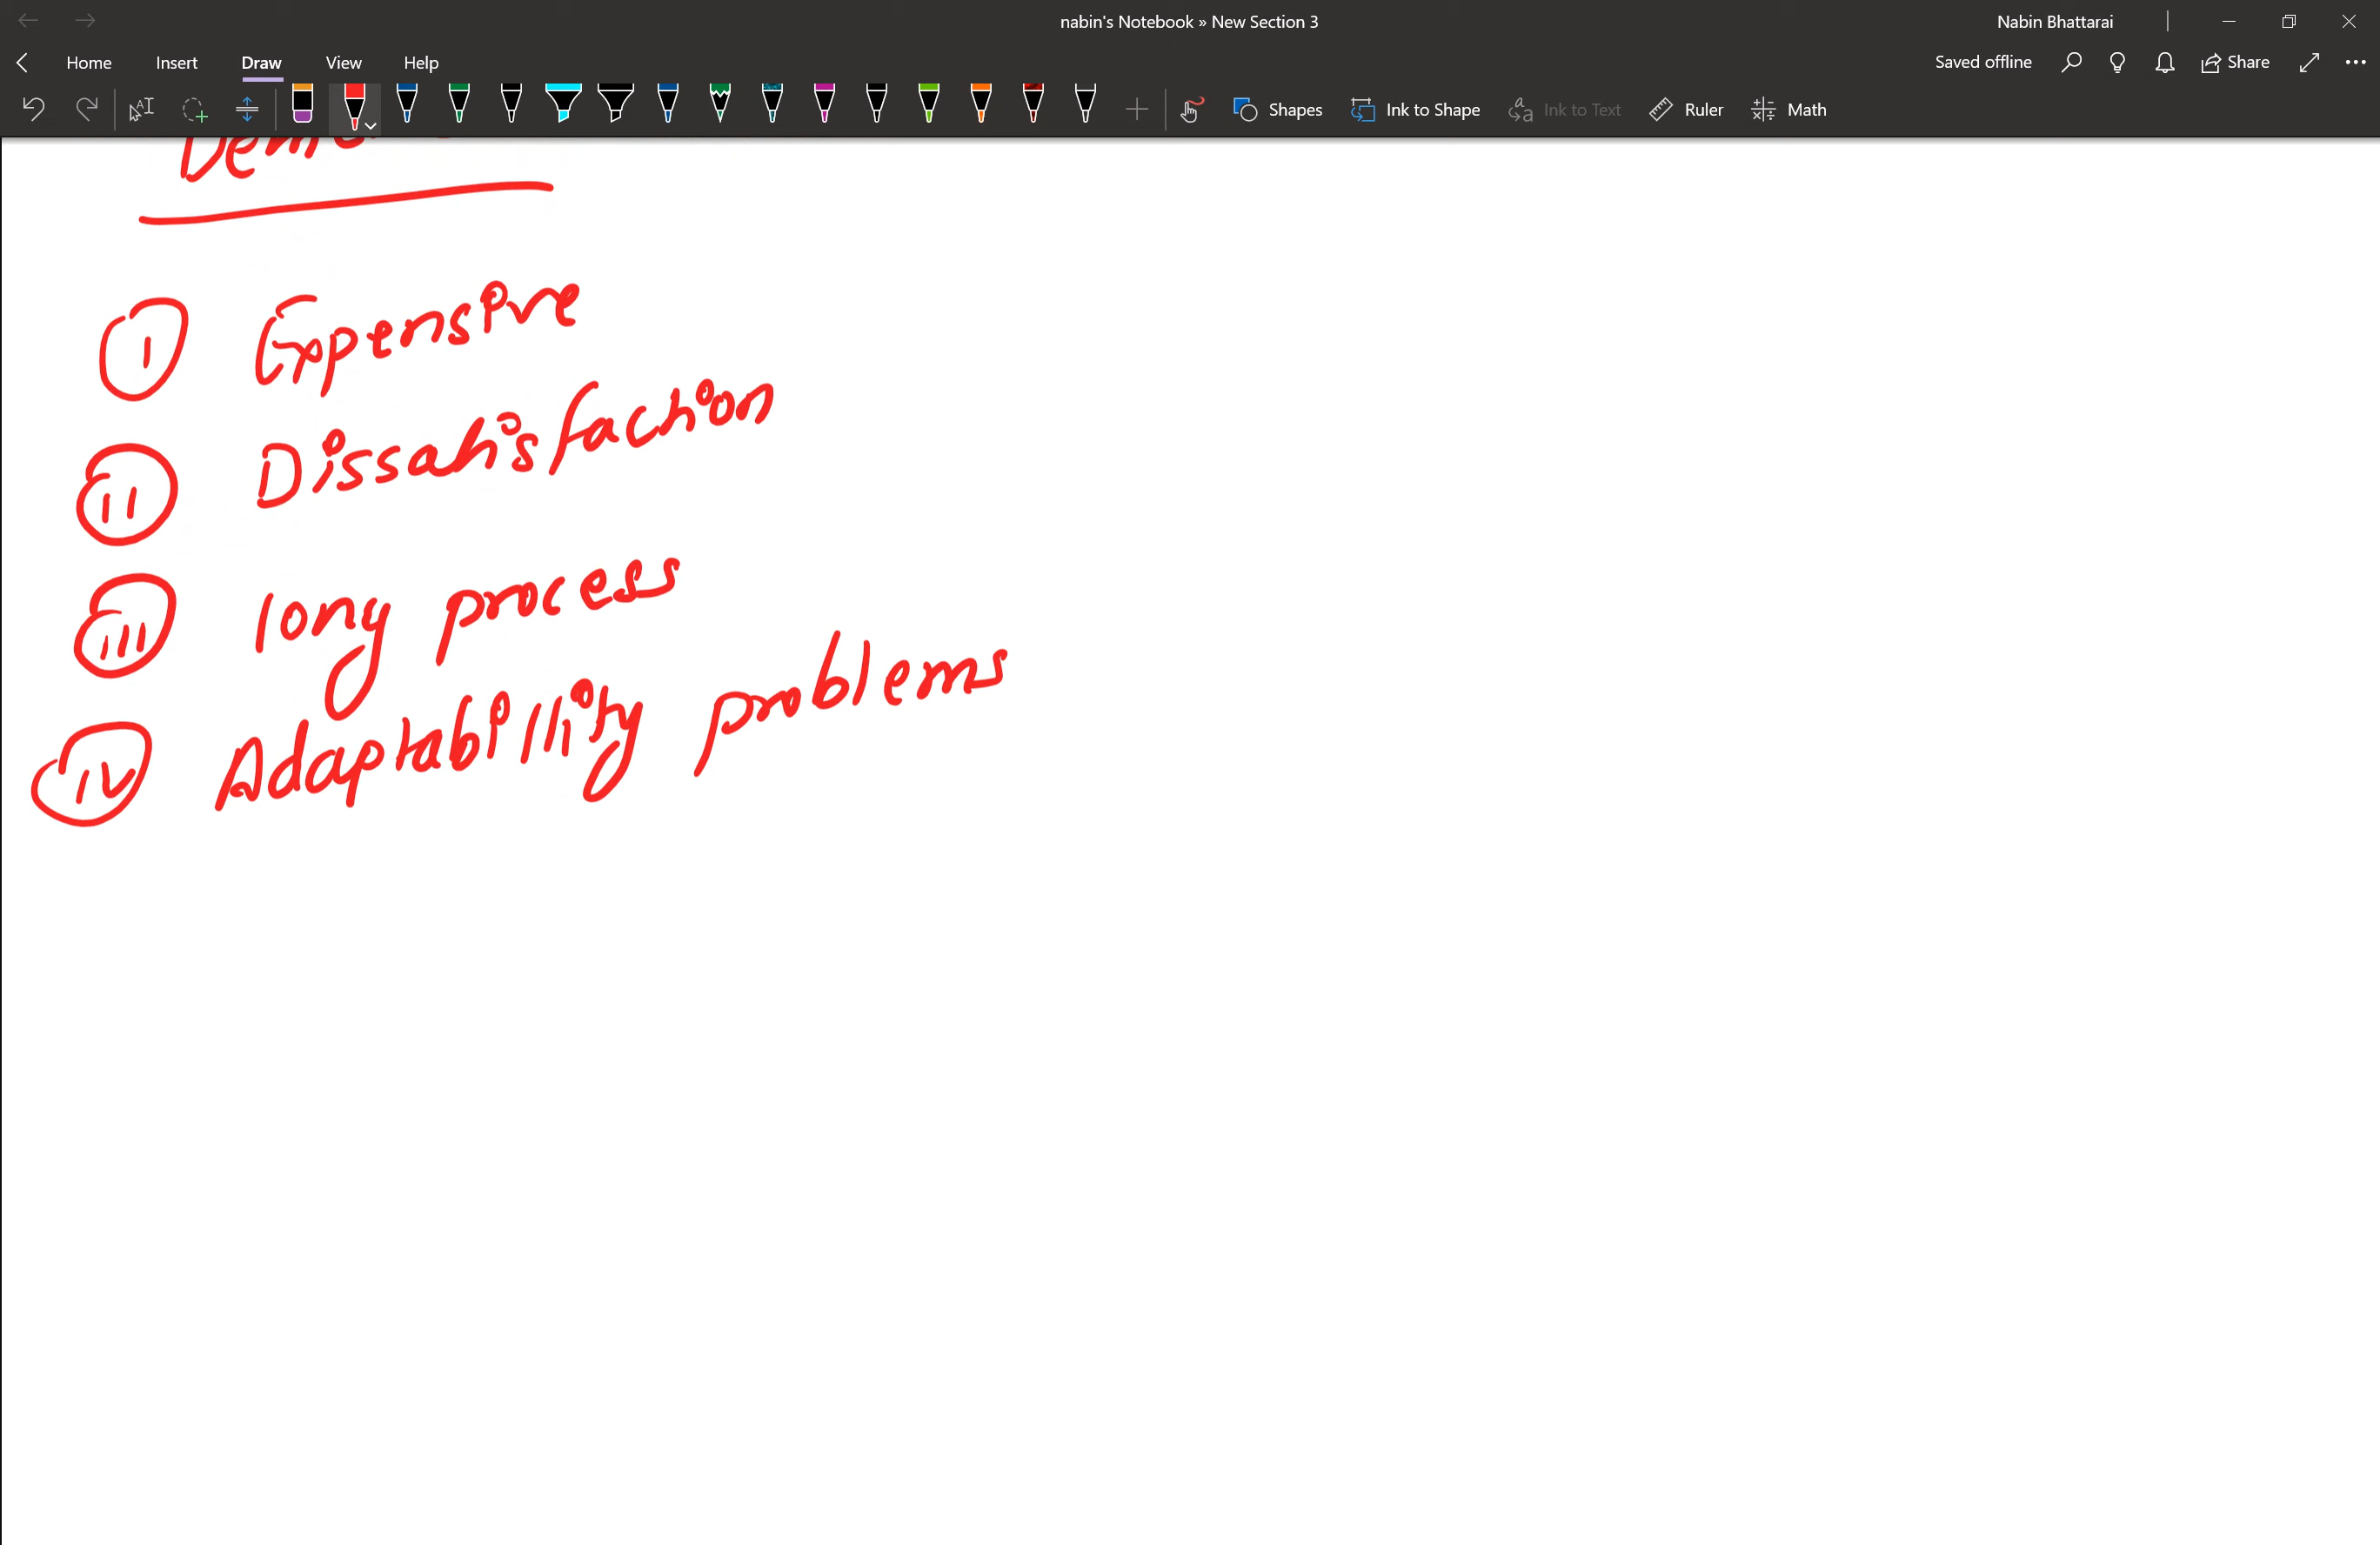 nabin's Notebook » New Section 3
Nabin Bhattarai
Home Insert Draw View Help
Saved offline Share
Shapes Ink to Shape Ink to Text Ruler Math
I Expensive
II Dissatisfaction
III long process
IV Adaptability problems